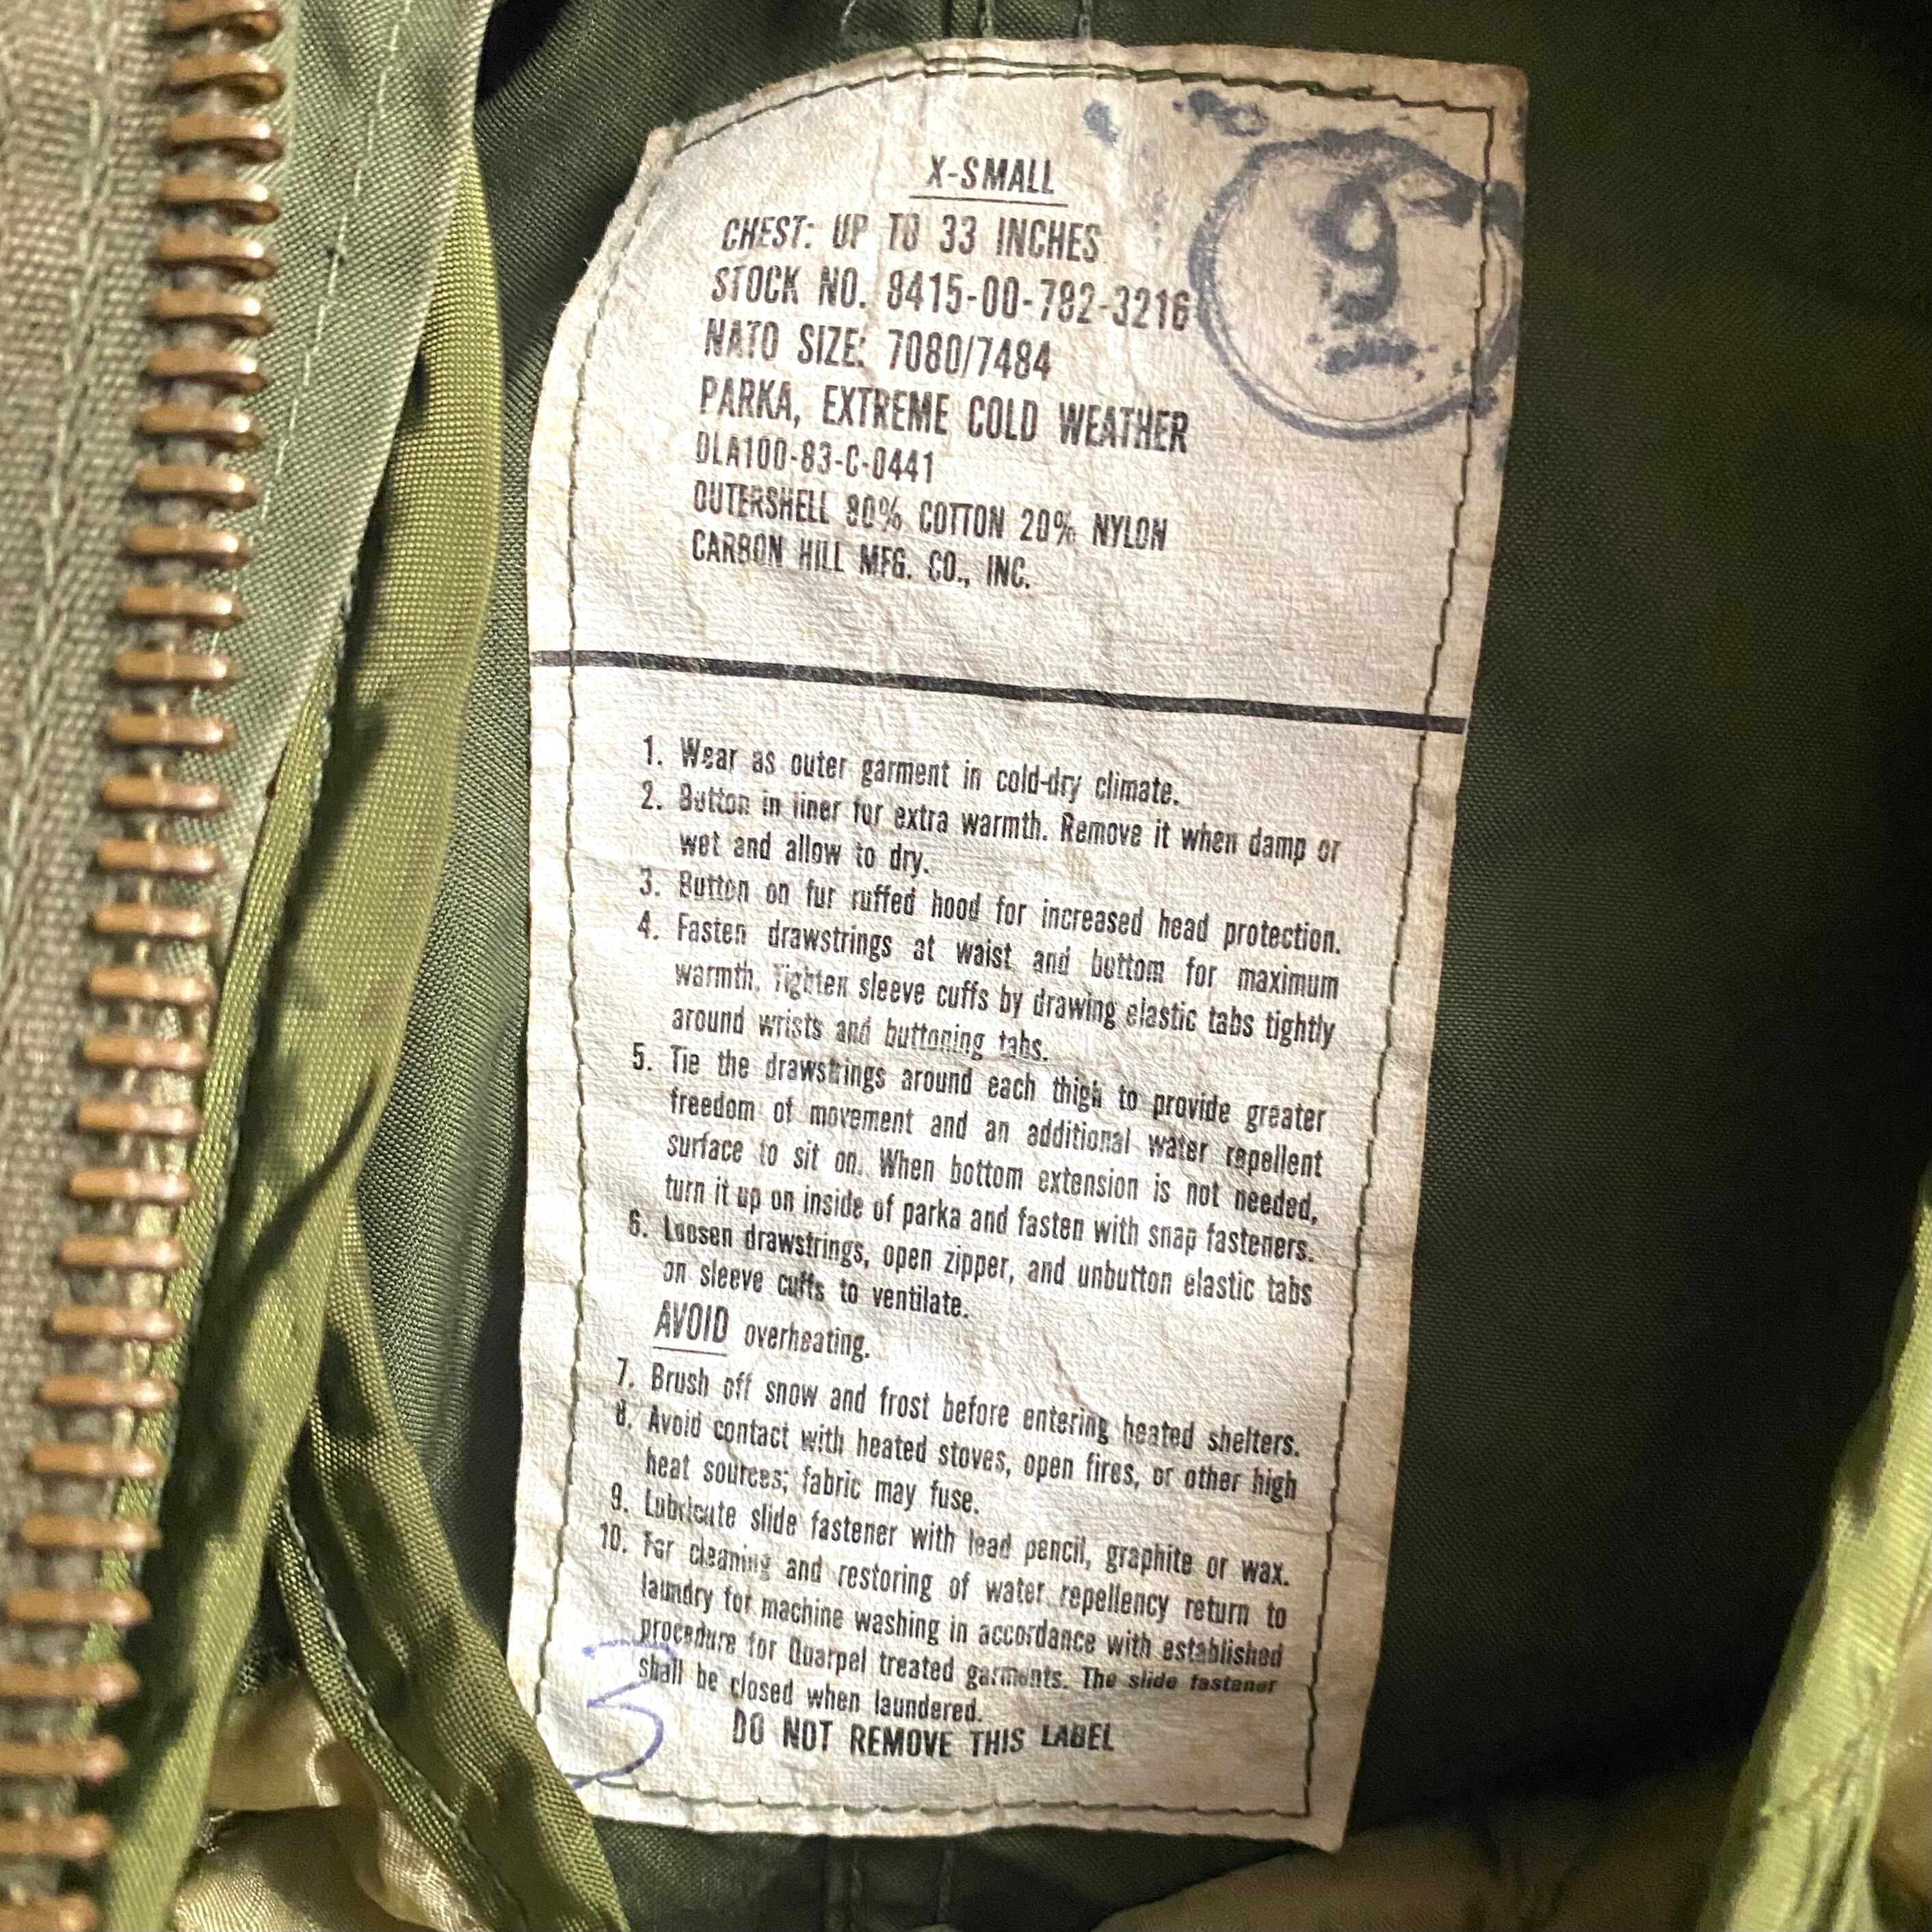 X-SMALL
9
CHEST: UP TO 33 INCHES
STOCK NO. 8415-00-782-3216
NATO SIZE: 7080/7484
PARKA, EXTREME COLD WEATHER
DLA100-83-C-0441
OUTERSHELL 80% COTTON 20% NYLON
CARBON HILL MFG. CO., INC.
1. Wear as outer garment in cold-dry climate.
2. Button in liner for extra warmth. Remove it when damp or
wet and allow to dry.
3. Button on fur ruffed hood for increased head protection.
4. Fasten drawstrings at waist and bottom for maximum
warmth. Tighten sleeve cuffs by drawing elastic tabs tightly
around wrists and buttoning tabs.
5. Tie the drawstrings around each thigh to provide greater
freedom of movement and an additional water repellent
surface to sit on. When bottom extension is not needed,
turn it up on inside of parka and fasten with snap fasteners.
6. Loosen drawstrings, open zipper, and unbutton elastic tabs
on sleeve cuffs to ventilate.
AVOID overheating.
7. Brush off snow and frost before entering heated shelters.
8. Avoid contact with heated stoves, open fires, or other high
heat sources; fabric may fuse.
9. Lubricate slide fastener with lead pencil, graphite or wax.
10. For cleaning and restoring of water repellency return to
laundry for machine washing in accordance with established
procedure for Quarpel treated garments. The slide fastener
shall be closed when laundered.
3
DO NOT REMOVE THIS LABEL